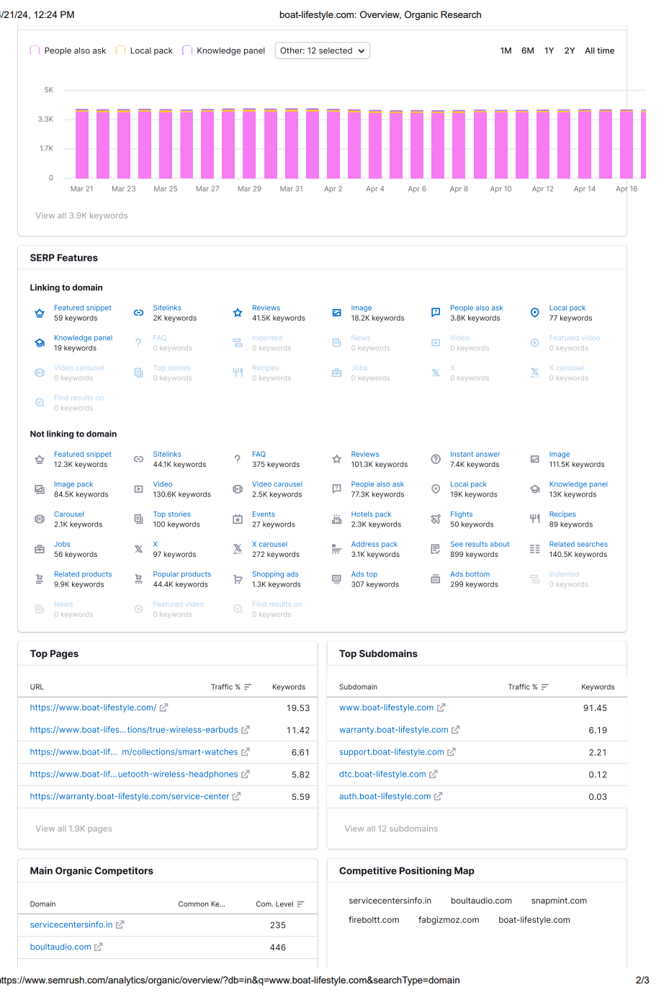 /21/24, 12:24 PM boat-lifestyle.com: Overview, Organic Research
People also ask Local pack Knowledge panel Other: 12 selected 1M 6M 1Y 2Y All time
5K
3.3K
1.7K
0
Mar 21 Mar 23 Mar 25 Mar 27 Mar 29 Mar 31 Apr 2 Apr 4 Apr 6 Apr 8 Apr 10 Apr 12 Apr 14 Apr 16
View all 3.9K keywords
SERP Features
Linking to domain
Featured snippet Sitelinks Reviews Image People also ask Local pack
59 keywords 2K keywords 41.5K keywords 18.2K keywords 3.8K keywords 77 keywords
Knowledge panel FAQ Indented News Video Featured video
19 keywords 0 keywords 0 keywords 0 keywords 0 keywords 0 keywords
Video carousel Top stories Recipes Jobs X X carousel
0 keywords 0 keywords 0 keywords 0 keywords 0 keywords 0 keywords
Find results on
0 keywords
Not linking to domain
Featured snippet Sitelinks FAQ Reviews Instant answer Image
12.3K keywords 44.1K keywords 375 keywords 101.3K keywords 7.4K keywords 111.5K keywords
Image pack Video Video carousel People also ask Local pack Knowledge panel
84.5K keywords 130.6K keywords 2.5K keywords 77.3K keywords 19K keywords 13K keywords
Carousel Top stories Events Hotels pack Flights Recipes
2.1K keywords 100 keywords 27 keywords 2.3K keywords 50 keywords 89 keywords
Jobs X X carousel Address pack See results about Related searches
56 keywords 97 keywords 272 keywords 3.1K keywords 899 keywords 140.5K keywords
Related products Popular products Shopping ads Ads top Ads bottom Indented
9.9K keywords 44.4K keywords 1.3K keywords 307 keywords 299 keywords 0 keywords
News Featured video Find results on
0 keywords 0 keywords 0 keywords
Top Pages
URL Traffic % Keywords
https://www.boat-lifestyle.com/ 19.53
https://www.boat-lifes...tions/true-wireless-earbuds 11.42
https://www.boat-lif... m/collections/smart-watches 6.61
https://www.boat-lif...uetooth-wireless-headphones 5.82
https://warranty.boat-lifestyle.com/service-center 5.59
View all 1.9K pages
Top Subdomains
Subdomain Traffic % Keywords
www.boat-lifestyle.com 91.45
warranty.boat-lifestyle.com 6.19
support.boat-lifestyle.com 2.21
dtc.boat-lifestyle.com 0.12
auth.boat-lifestyle.com 0.03
View all 12 subdomains
Main Organic Competitors
Domain Common Ke... Com. Level
servicecentersinfo.in 235
boultaudio.com 446
Competitive Positioning Map
servicecentersinfo.in boultaudio.com snapmint.com
fireboltt.com fabgizmoz.com boat-lifestyle.com
https://www.semrush.com/analytics/organic/overview/?db=in&q=www.boat-lifestyle.com&searchType=domain 2/3